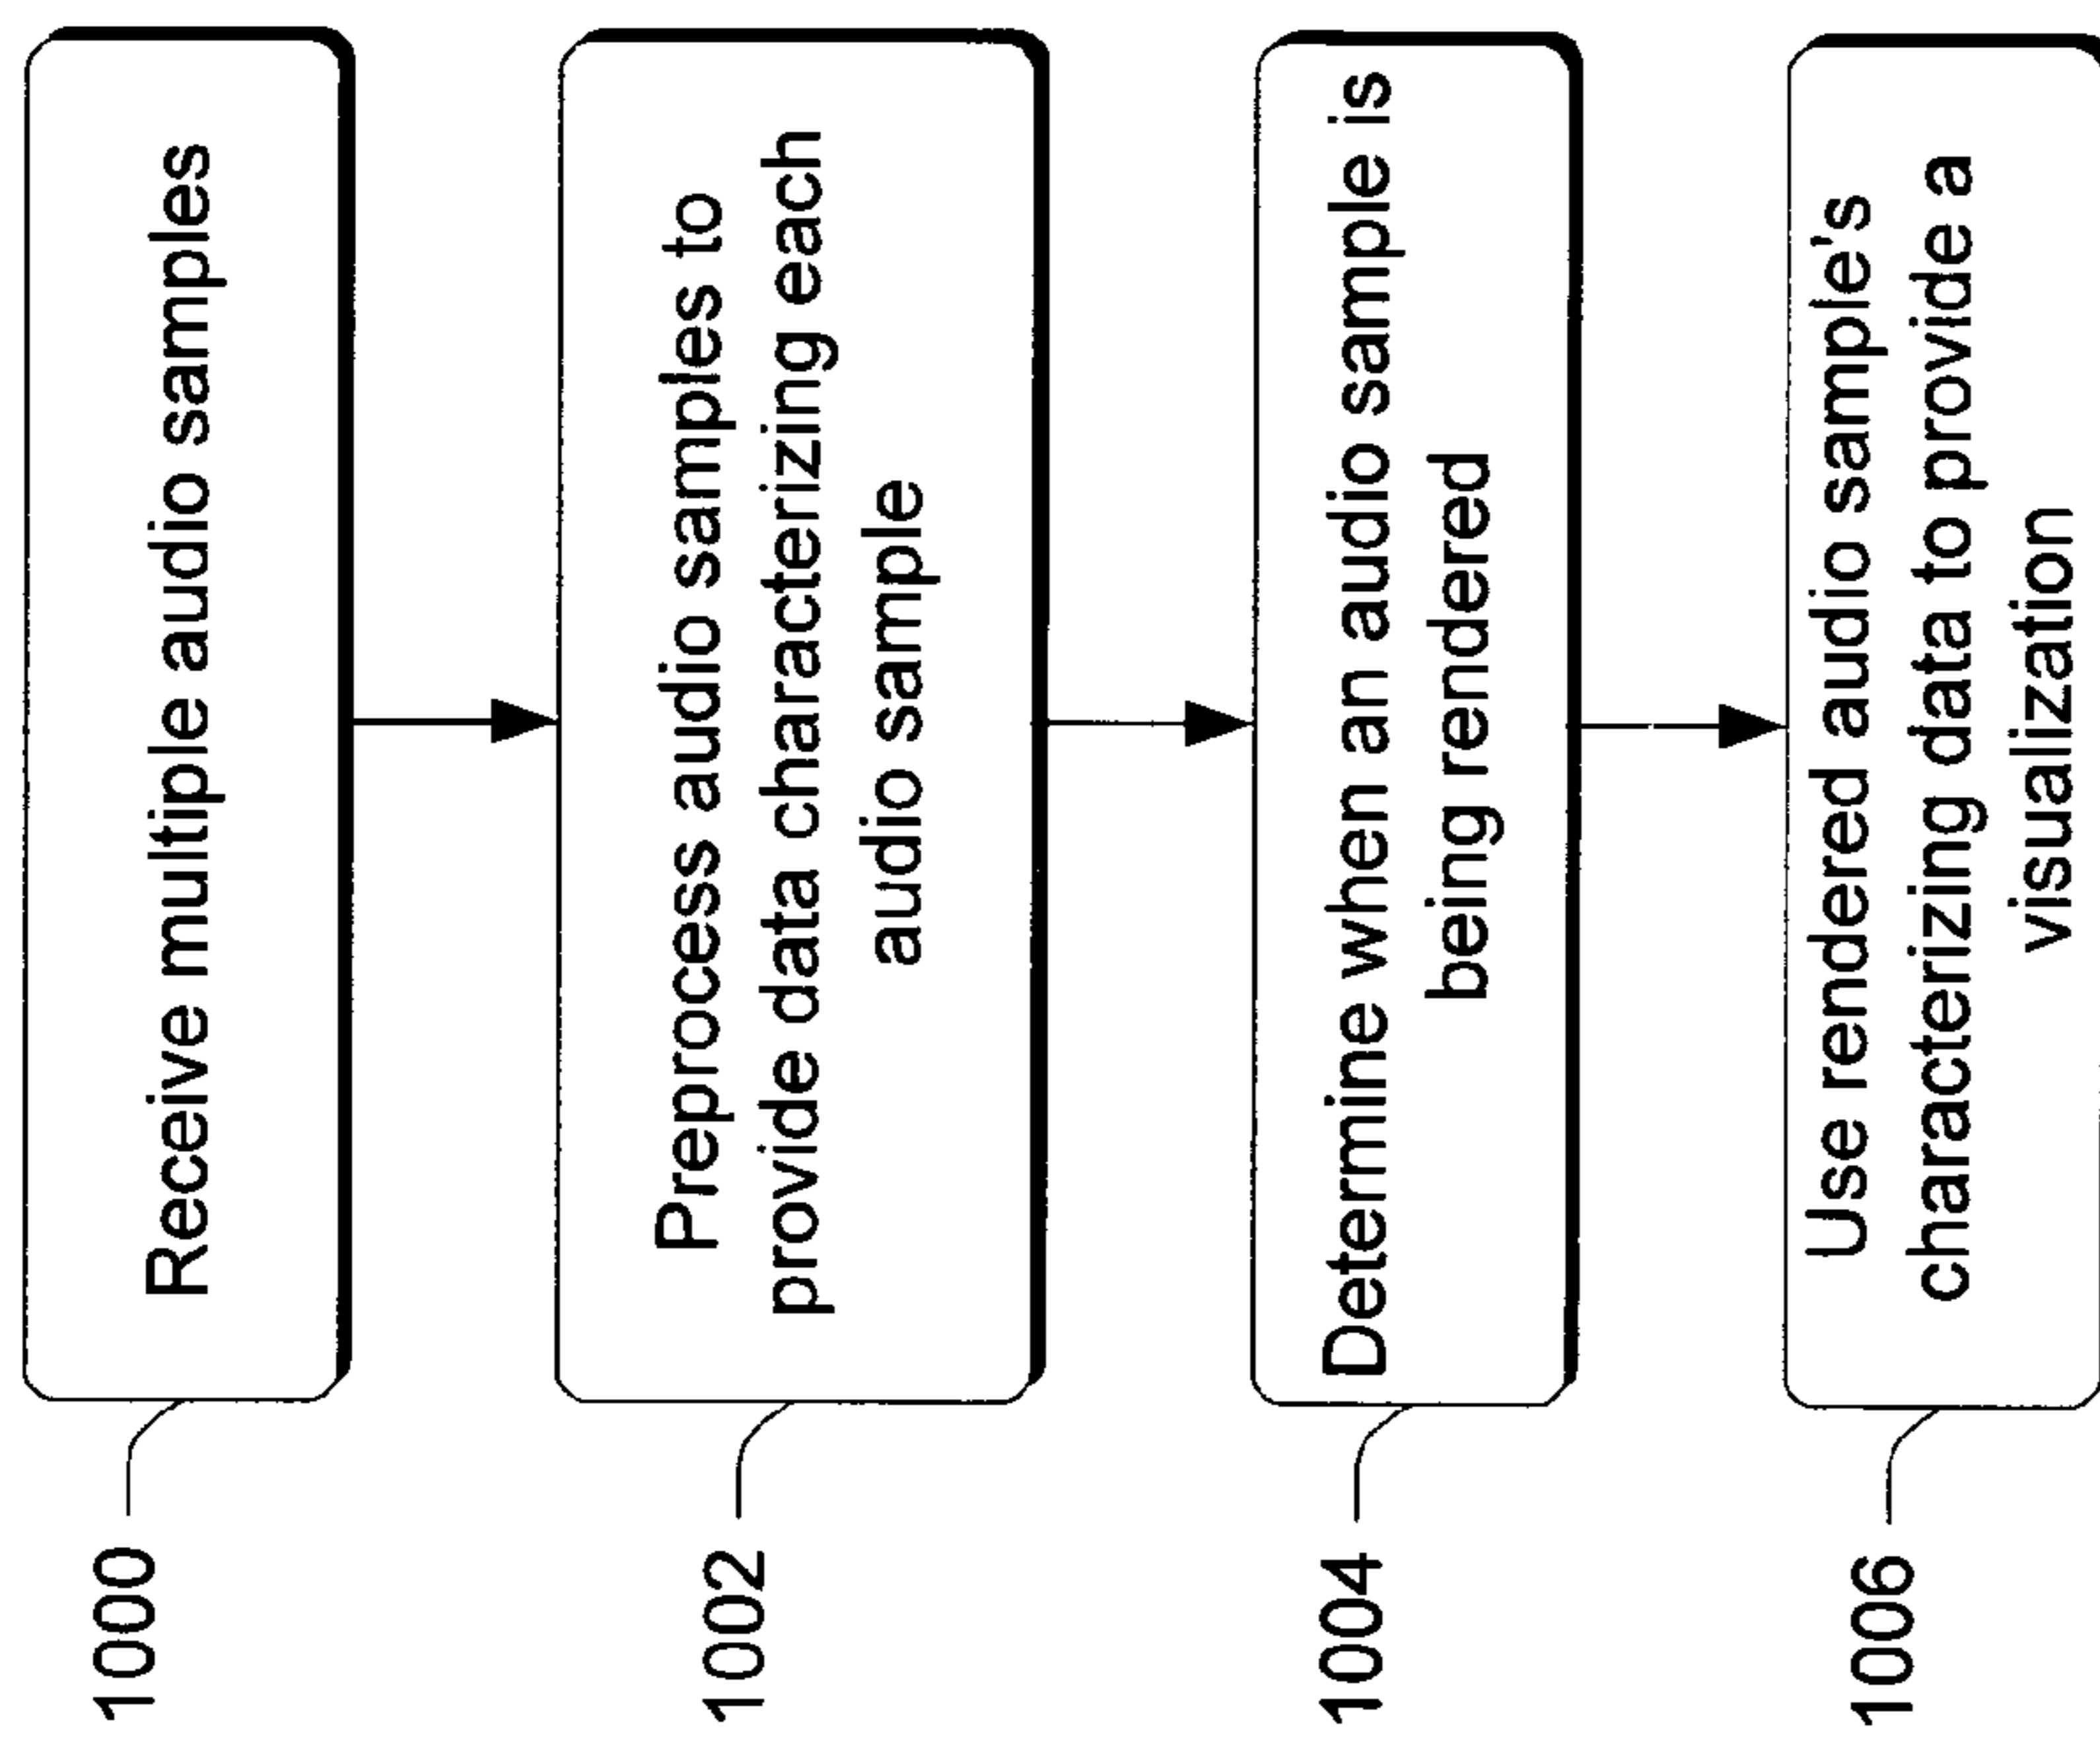 1000
Receive multiple audio samples
1002
Preprocess audio samples to
provide data characterizing each
audio sample
1004
Determine when an audio sample is
being rendered
1006
Use rendered audio sample's
characterizing data to provide a
visualization